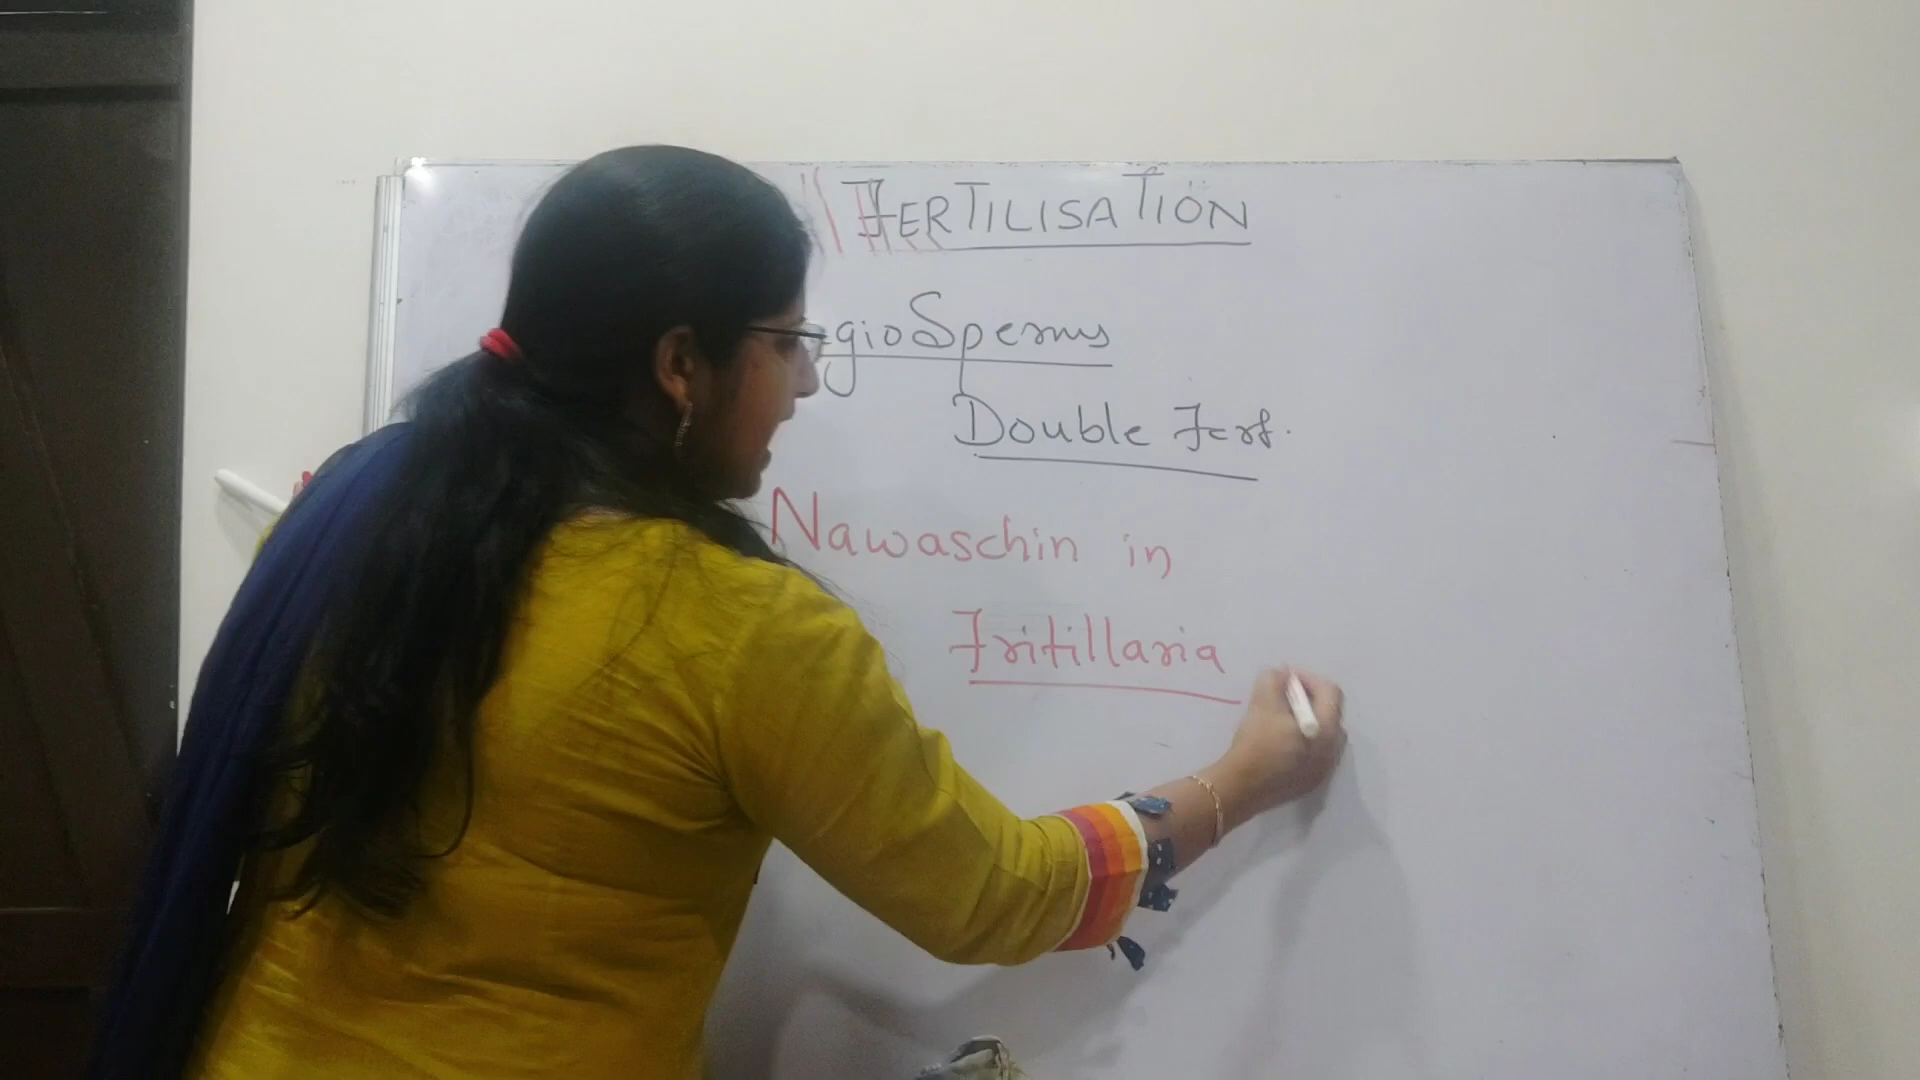 FERTILISATION
gioSperms
Double Fert.
Nawaschin in
Fritillaria